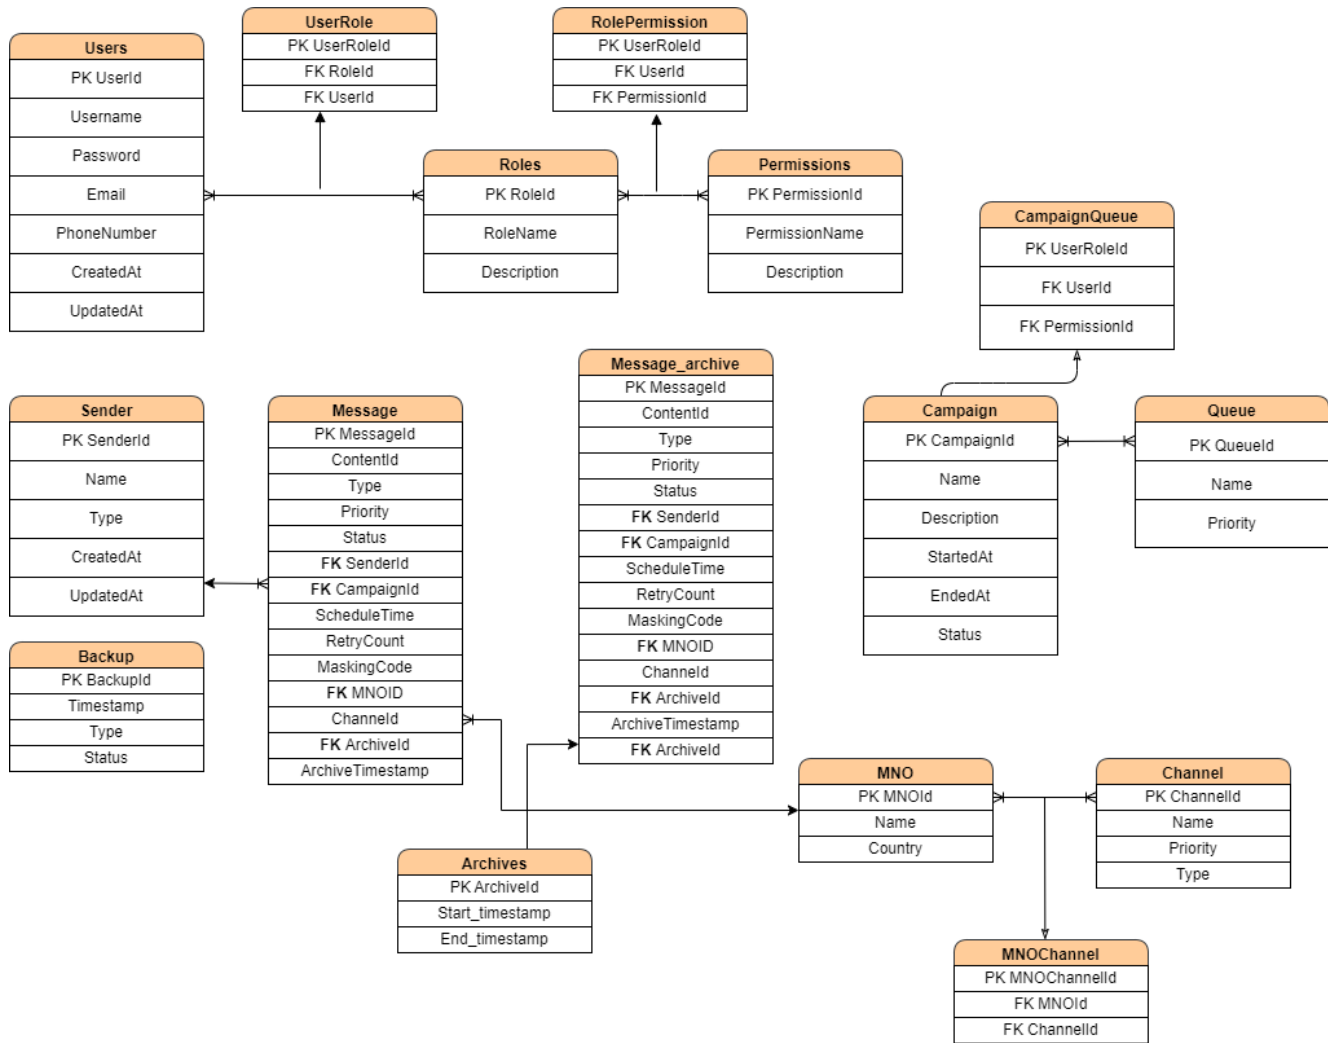 Users
PK UserId
Username
Password
Email
PhoneNumber
CreatedAt
UpdatedAt
UserRole
PK UserRoleId
FK RoleId
FK UserId
RolePermission
PK UserRoleId
FK UserId
FK PermissionId
Roles
PK RoleId
RoleName
Description
Permissions
PK PermissionId
PermissionName
Description
CampaignQueue
PK UserRoleId
FK UserId
FK PermissionId
Sender
PK SenderId
Name
Type
CreatedAt
UpdatedAt
Message
PK MessageId
ContentId
Type
Priority
Status
FK SenderId
FK CampaignId
ScheduleTime
RetryCount
MaskingCode
FK MNOID
ChanneId
FK ArchiveId
ArchiveTimestamp
Message_archive
PK MessageId
ContentId
Type
Priority
Status
FK SenderId
FK CampaignId
ScheduleTime
RetryCount
MaskingCode
FK MNOID
ChanneId
FK ArchiveId
ArchiveTimestamp
FK ArchiveId
Campaign
PK CampaignId
Name
Description
StartedAt
EndedAt
Status
Queue
PK QueueId
Name
Priority
Backup
PK BackupId
Timestamp
Type
Status
MNO
PK MNOId
Name
Country
Channel
PK ChannelId
Name
Priority
Type
Archives
PK ArchiveId
Start_timestamp
End_timestamp
MNOChannel
PK MNOChannelId
FK MNOId
FK ChannelId